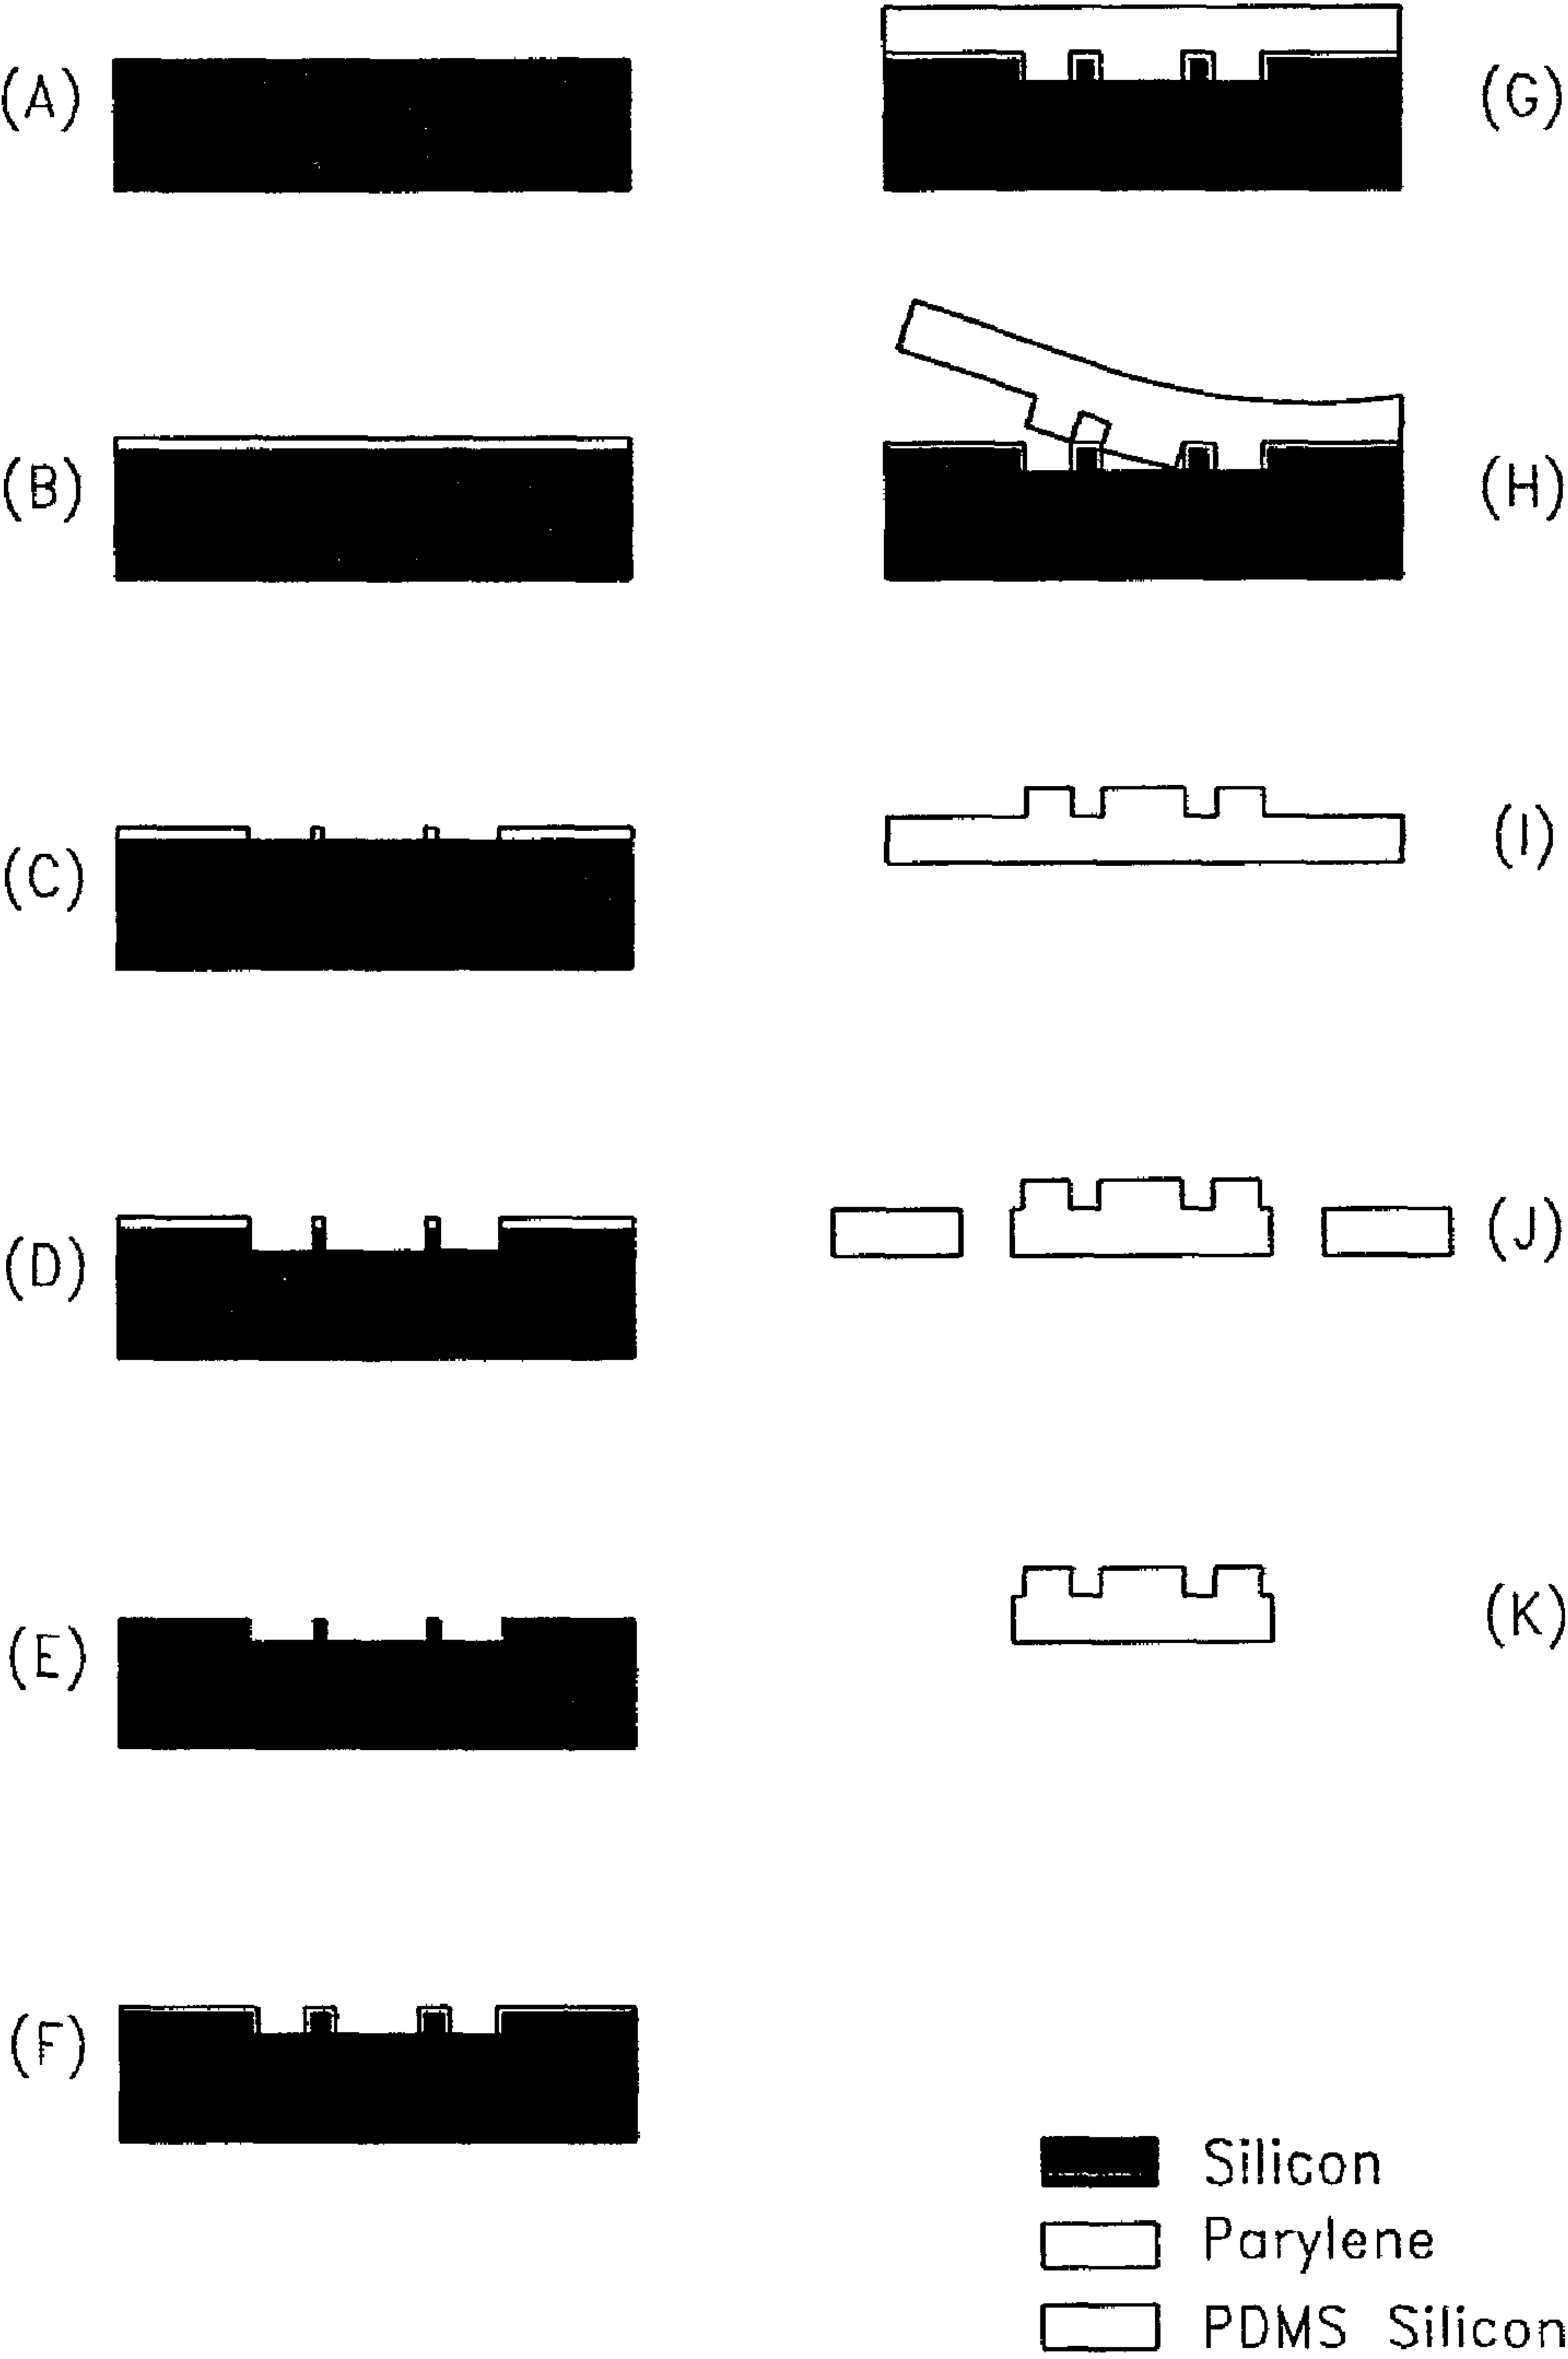 (A)
(B)
(C)
(D)
(E)
(F)
(G)
(H)
(I)
(J)
(K)
Silicon
Parylene
PDMS Silicon